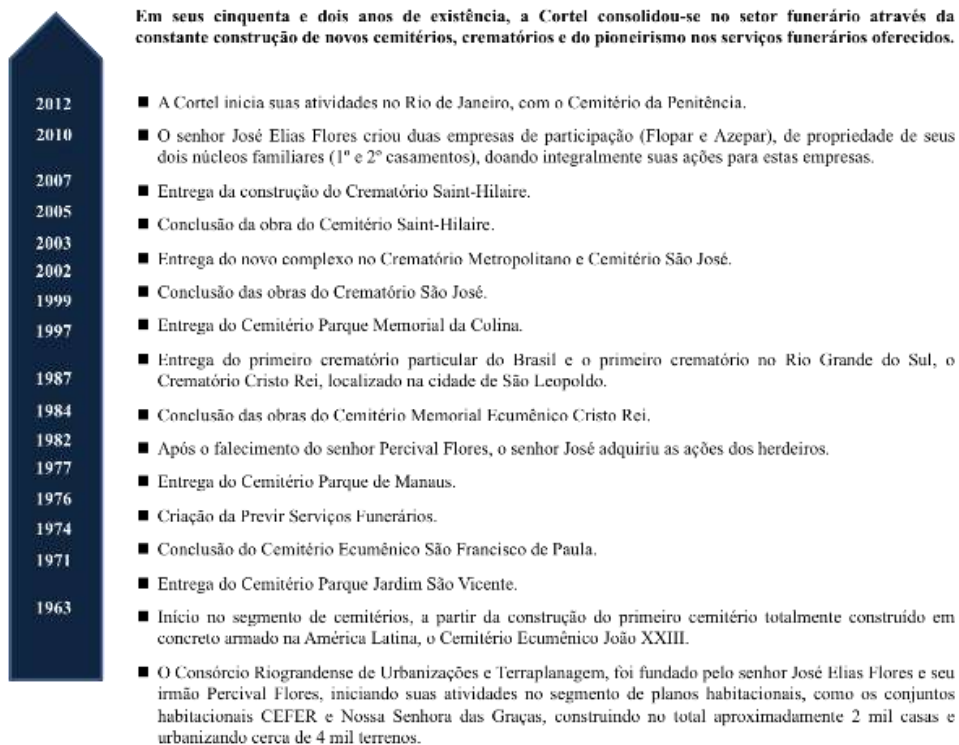 Em seus cinquenta e dois anos de existência, a Cortel consolidou-se no setor funerário através da
constante construção de novos cemitérios, crematórios e do pioneirismo nos serviços funerários oferecidos.
2012
■ A Cortel inicia suas atividades no Rio de Janeiro, com o Cemitério da Penitência.
2010
■ O senhor José Elias Flores criou duas empresas de participação (Flopar e Azepar), de propriedade de seus
dois núcleos familiares (1º e 2º casamentos), doando integralmente suas ações para estas empresas.
2007
■ Entrega da construção do Crematório Saint-Hilaire.
2005
■ Conclusão da obra do Cemitério Saint-Hilaire.
2003
■ Entrega do novo complexo no Crematório Metropolitano e Cemitério São José.
2002
■ Conclusão das obras do Crematório São José.
1999
■ Entrega do Cemitério Parque Memorial da Colina.
1997
■ Entrega do primeiro crematório particular do Brasil e o primeiro crematório no Rio Grande do Sul, o
Crematório Cristo Rei, localizado na cidade de São Leopoldo.
1987
■ Conclusão das obras do Cemitério Memorial Ecumênico Cristo Rei.
1984
■ Após o falecimento do senhor Percival Flores, o senhor José adquiriu as ações dos herdeiros.
1982
■ Entrega do Cemitério Parque de Manaus.
1977
■ Criação da Previr Serviços Funerários.
1976
■ Conclusão do Cemitério Ecumênico São Francisco de Paula.
1974
■ Entrega do Cemitério Parque Jardim São Vicente.
1971
■ Início no segmento de cemitérios, a partir da construção do primeiro cemitério totalmente construído em
concreto armado na América Latina, o Cemitério Ecumênico João XXIII.
1963
■ O Consórcio Riograndense de Urbanizações e Terraplanagem, foi fundado pelo senhor José Elias Flores e seu
irmão Percival Flores, iniciando suas atividades no segmento de planos habitacionais, como os conjuntos
habitacionais CEFER e Nossa Senhora das Graças, construindo no total aproximadamente 2 mil casas e
urbanizando cerca de 4 mil terrenos.